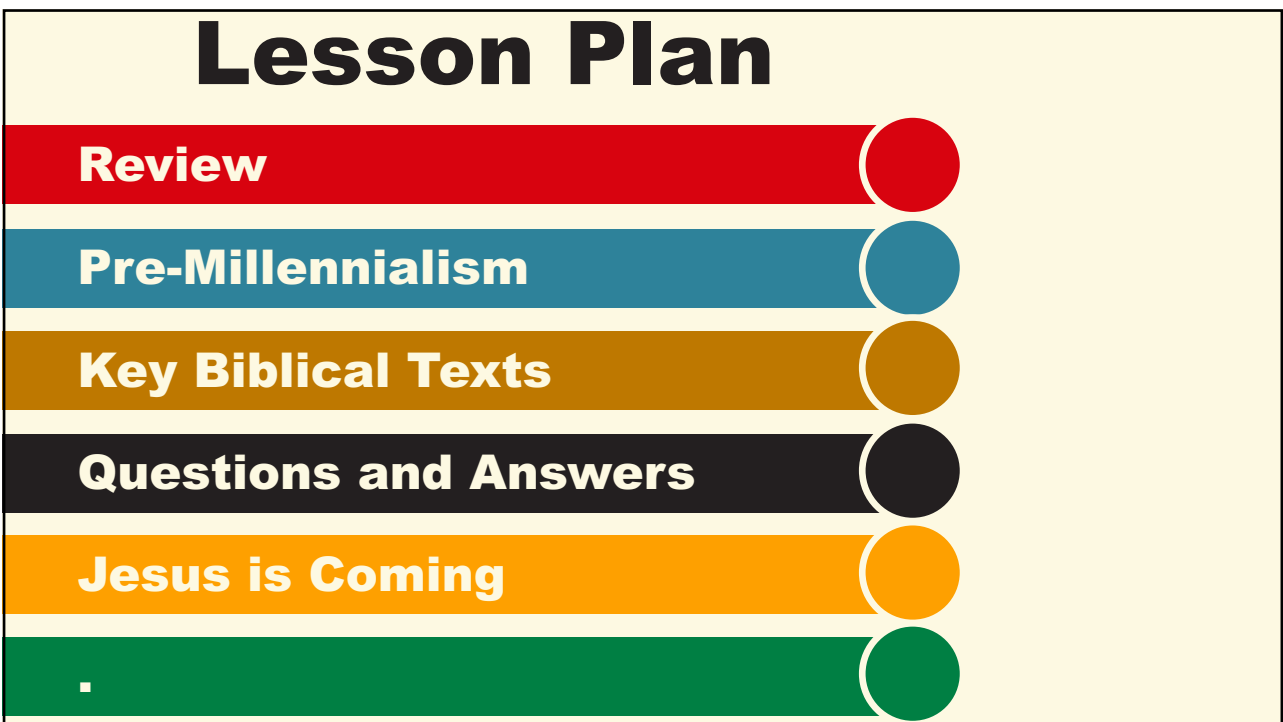 Lesson Plan
Review
Pre-Millennialism
Key Biblical Texts
Questions and Answers
Jesus is Coming
.